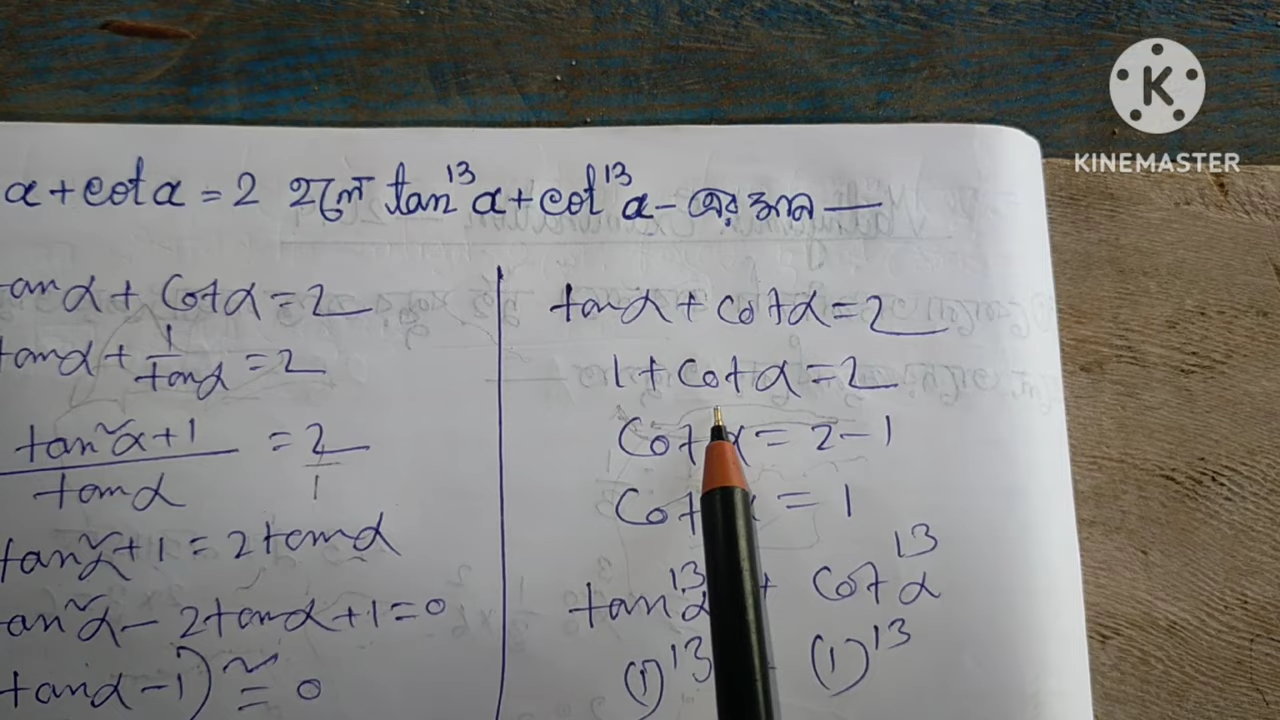 KINEMASTER
α + cot α = 2 হলে tan¹³α + cot¹³α – এর মান —
tan α + cot α = 2
tan α + 1/tan α = 2
tan²α + 1 / tan α = 2/1
tan²α + 1 = 2 tan α
tan²α – 2 tan α + 1 = 0
tan α – 1)² = 0
tan α + cot α = 2
1 + cot α = 2
cot α = 2 – 1
cot α = 1
tan¹³α + cot¹³α
(1)¹³ (1)¹³